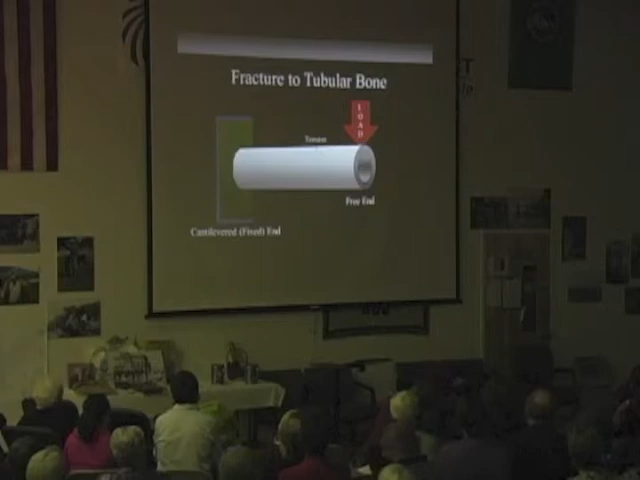 Fracture to Tubular Bone
LOAD
Tension
Free End
Cantilevered (Fixed) End